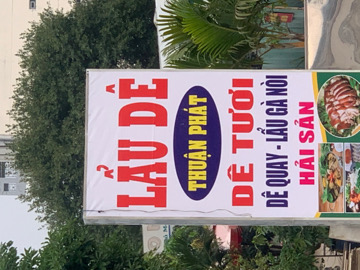 LẨU DÊ
THUẬN PHÁT
DÊ TƯƠI
DÊ QUAY - LẨU GÀ NÒI
HẢI SẢN